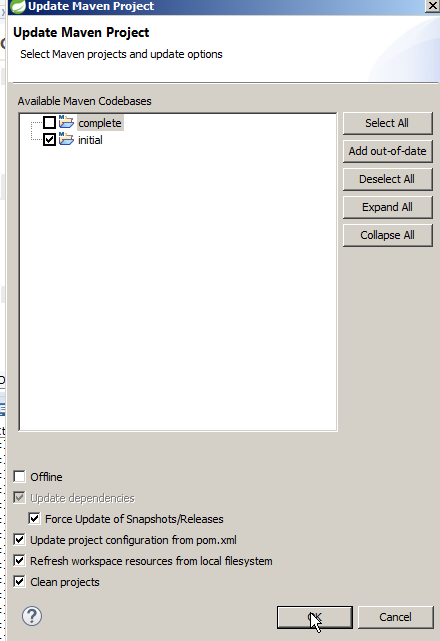 Update Maven Project
Update Maven Project
Select Maven projects and update options
Available Maven Codebases
complete
initial
Select All
Add out-of-date
Deselect All
Expand All
Collapse All
Offline
Update dependencies
Force Update of Snapshots/Releases
Update project configuration from pom.xml
Refresh workspace resources from local filesystem
Clean projects
OK
Cancel